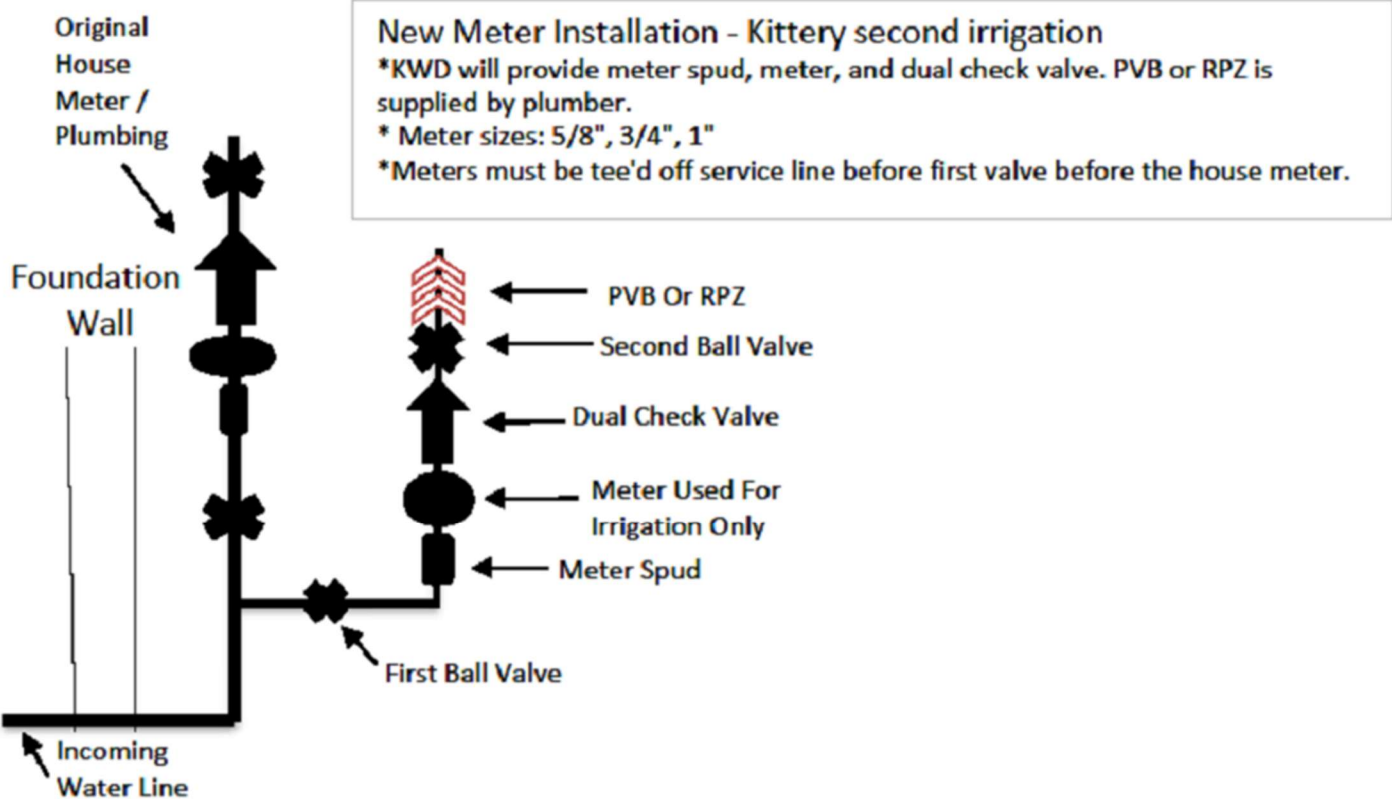 Original
House
Meter /
Plumbing
New Meter Installation - Kittery second irrigation
*KWD will provide meter spud, meter, and dual check valve. PVB or RPZ is
supplied by plumber.
* Meter sizes: 5/8", 3/4", 1"
*Meters must be tee'd off service line before first valve before the house meter.
Foundation
Wall
PVB Or RPZ
Second Ball Valve
Dual Check Valve
Meter Used For
Irrigation Only
Meter Spud
First Ball Valve
Incoming
Water Line